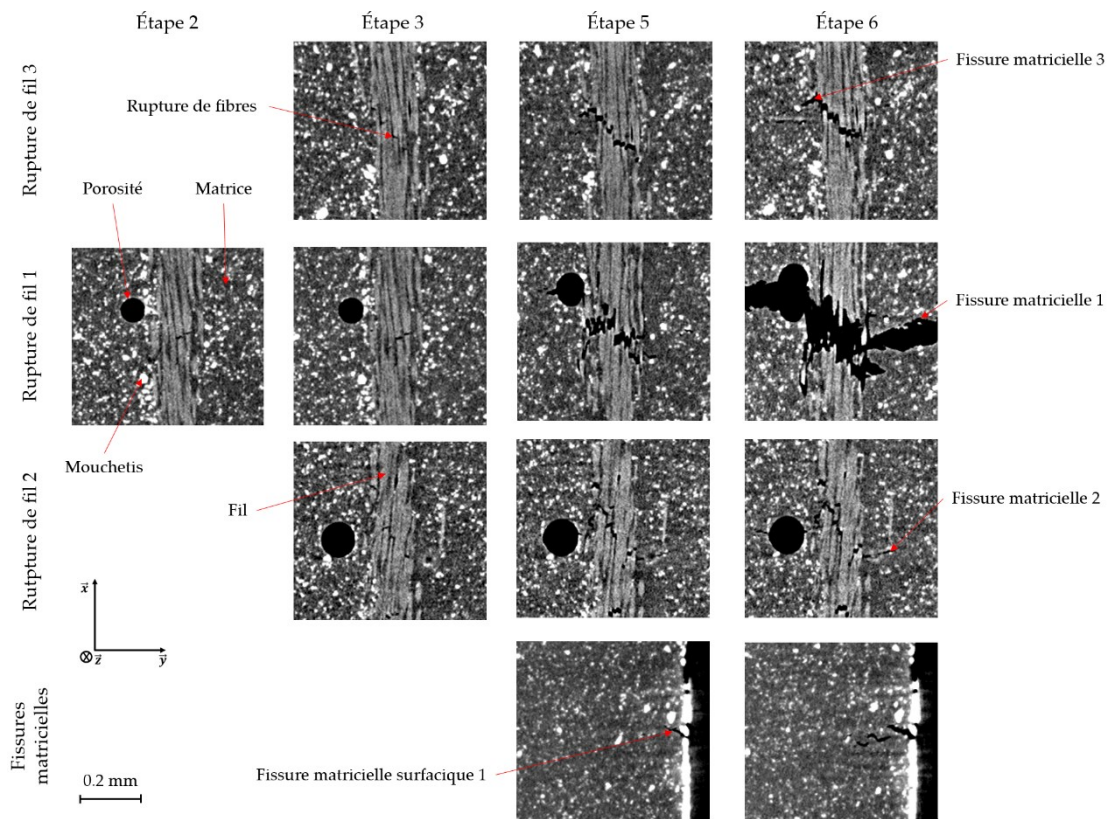 Étape 2
Étape 3
Étape 5
Étape 6
Rupture de fil 3
Rupture de fibres
Fissure matricielle 3
Porosité
Matrice
Rupture de fil 1
Fissure matricielle 1
Mouchetis
Rutpture de fil 2
Fil
Fissure matricielle 2
x
z
y
Fissures
matricielles
Fissure matricielle surfacique 1
0.2 mm